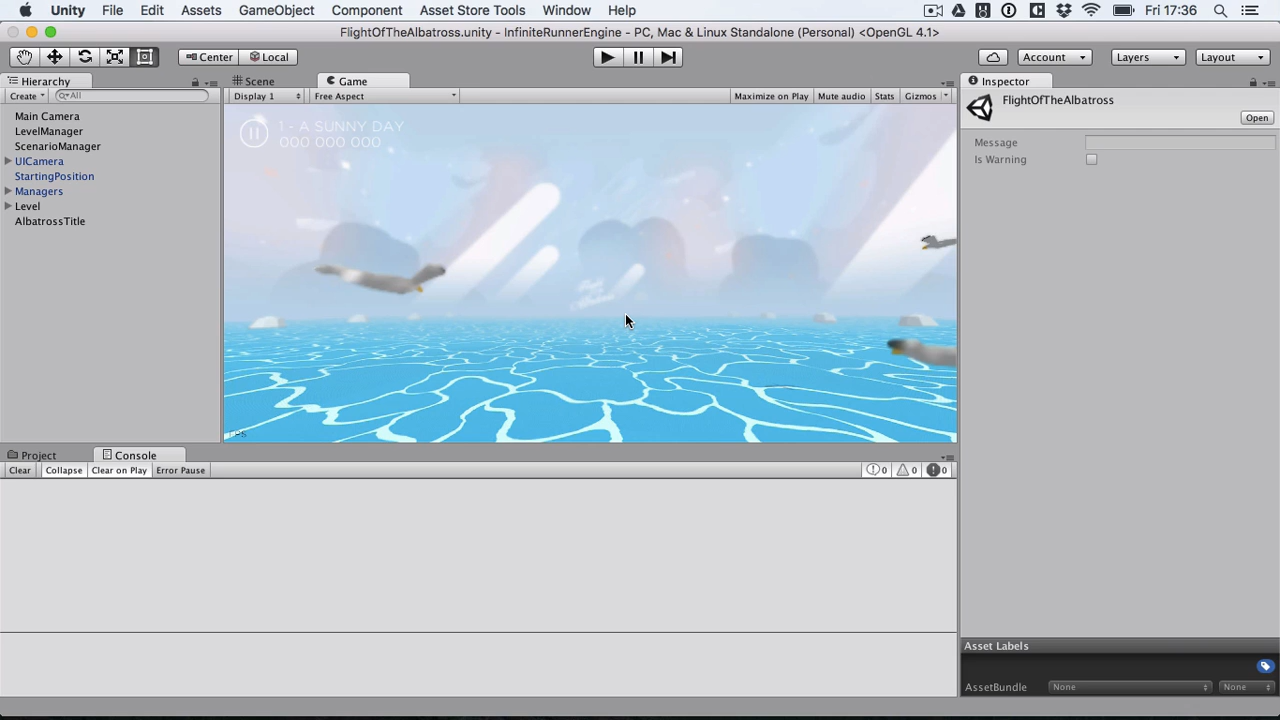 Unity File Edit Assets GameObject Component Asset Store Tools Window Help Fri 17:36
FlightOfTheAlbatross.unity - InfiniteRunnerEngine - PC, Mac & Linux Standalone (Personal) <OpenGL 4.1>
Center Local Account Layers Layout
Hierarchy Scene Game Inspector
Create All Display 1 Free Aspect Maximize on Play Mute audio Stats Gizmos
FlightOfTheAlbatross
Open
Main Camera
LevelManager
ScenarioManager
UICamera
StartingPosition
Managers
Level
AlbatrossTitle
1 - A SUNNY DAY
000 000 000
Message
Is Warning
Project Console
Clear Collapse Clear on Play Error Pause 0 0 0
Asset Labels
AssetBundle None None